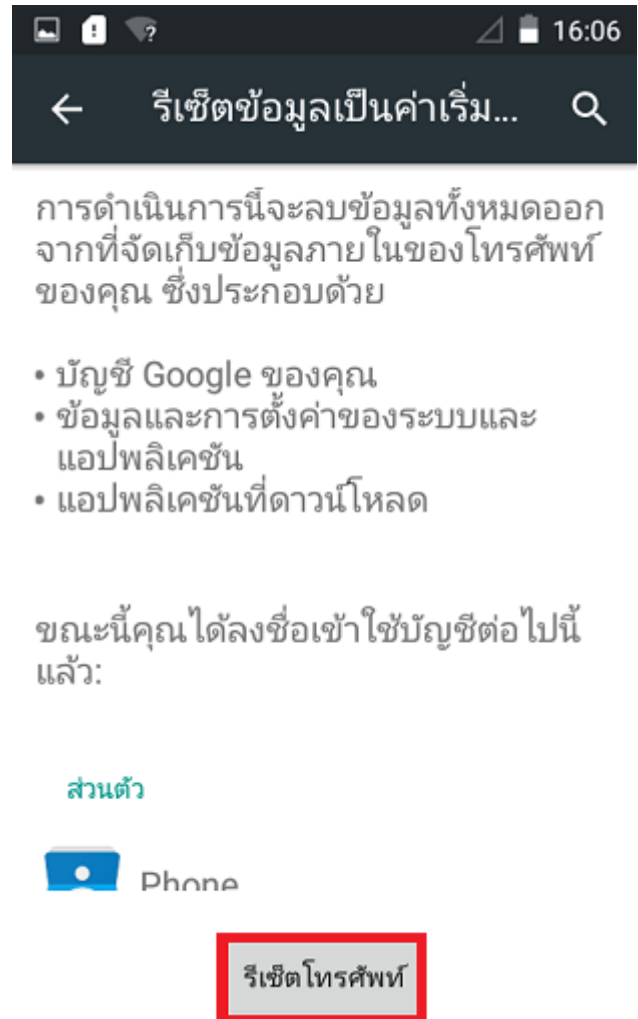 16:06
รีเซ็ตข้อมูลเป็นค่าเริ่ม...
การดำเนินการนี้จะลบข้อมูลทั้งหมดออก
จากที่จัดเก็บข้อมูลภายในของโทรศัพท์
ของคุณ ซึ่งประกอบด้วย
• บัญชี Google ของคุณ
• ข้อมูลและการตั้งค่าของระบบและ
แอปพลิเคชัน
• แอปพลิเคชันที่ดาวน์โหลด
ขณะนี้คุณได้ลงชื่อเข้าใช้บัญชีต่อไปนี้
แล้ว:
ส่วนตัว
Phone
รีเซ็ตโทรศัพท์